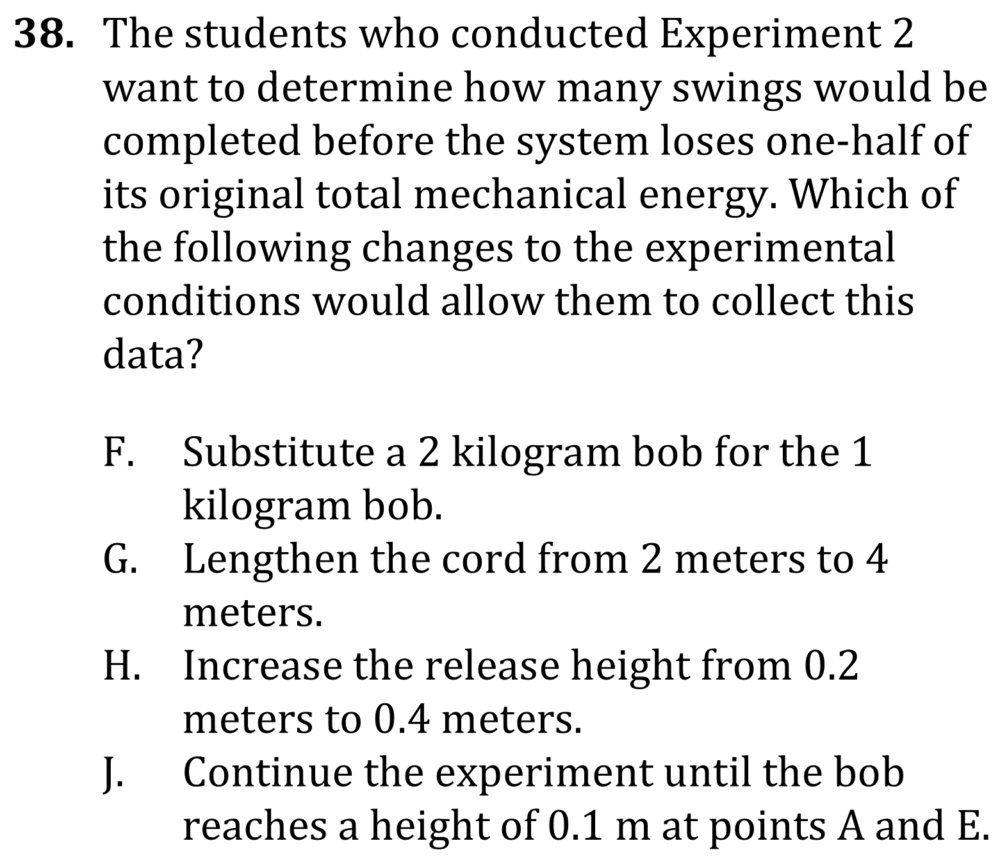 38. The students who conducted Experiment 2
want to determine how many swings would be
completed before the system loses one-half of
its original total mechanical energy. Which of
the following changes to the experimental
conditions would allow them to collect this
data?
F. Substitute a 2 kilogram bob for the 1
kilogram bob.
G. Lengthen the cord from 2 meters to 4
meters.
H. Increase the release height from 0.2
meters to 0.4 meters.
J. Continue the experiment until the bob
reaches a height of 0.1 m at points A and E.